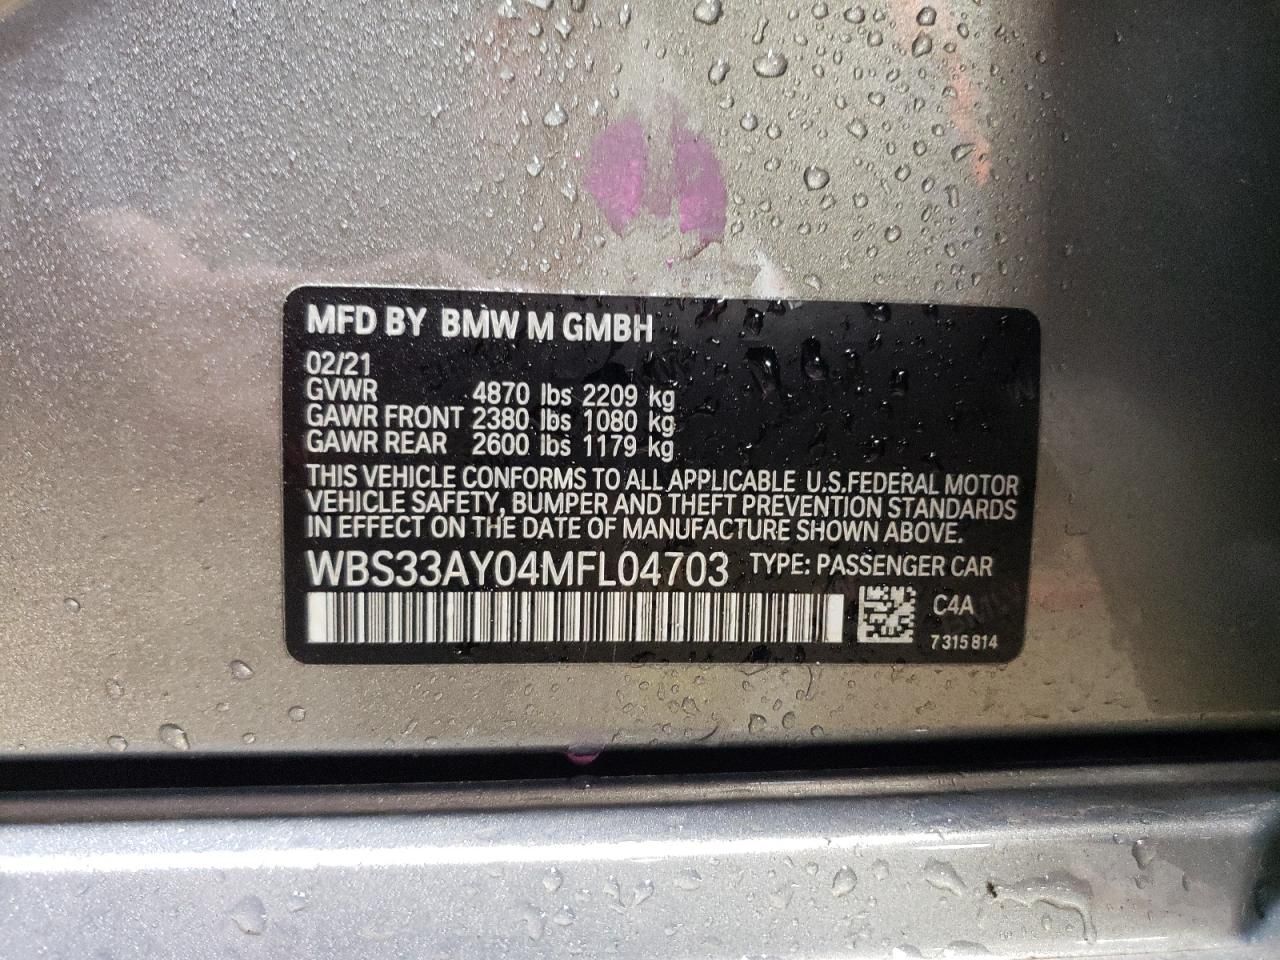 MFD BY BMW M GMBH
02/21
GVWR 4870 lbs 2209 kg
GAWR FRONT 2380 lbs 1080 kg
GAWR REAR 2600 lbs 1179 kg
THIS VEHICLE CONFORMS TO ALL APPLICABLE U.S.FEDERAL MOTOR
VEHICLE SAFETY, BUMPER AND THEFT PREVENTION STANDARDS
IN EFFECT ON THE DATE OF MANUFACTURE SHOWN ABOVE.
WBS33AY04MFL04703 TYPE: PASSENGER CAR
C4A
7315814